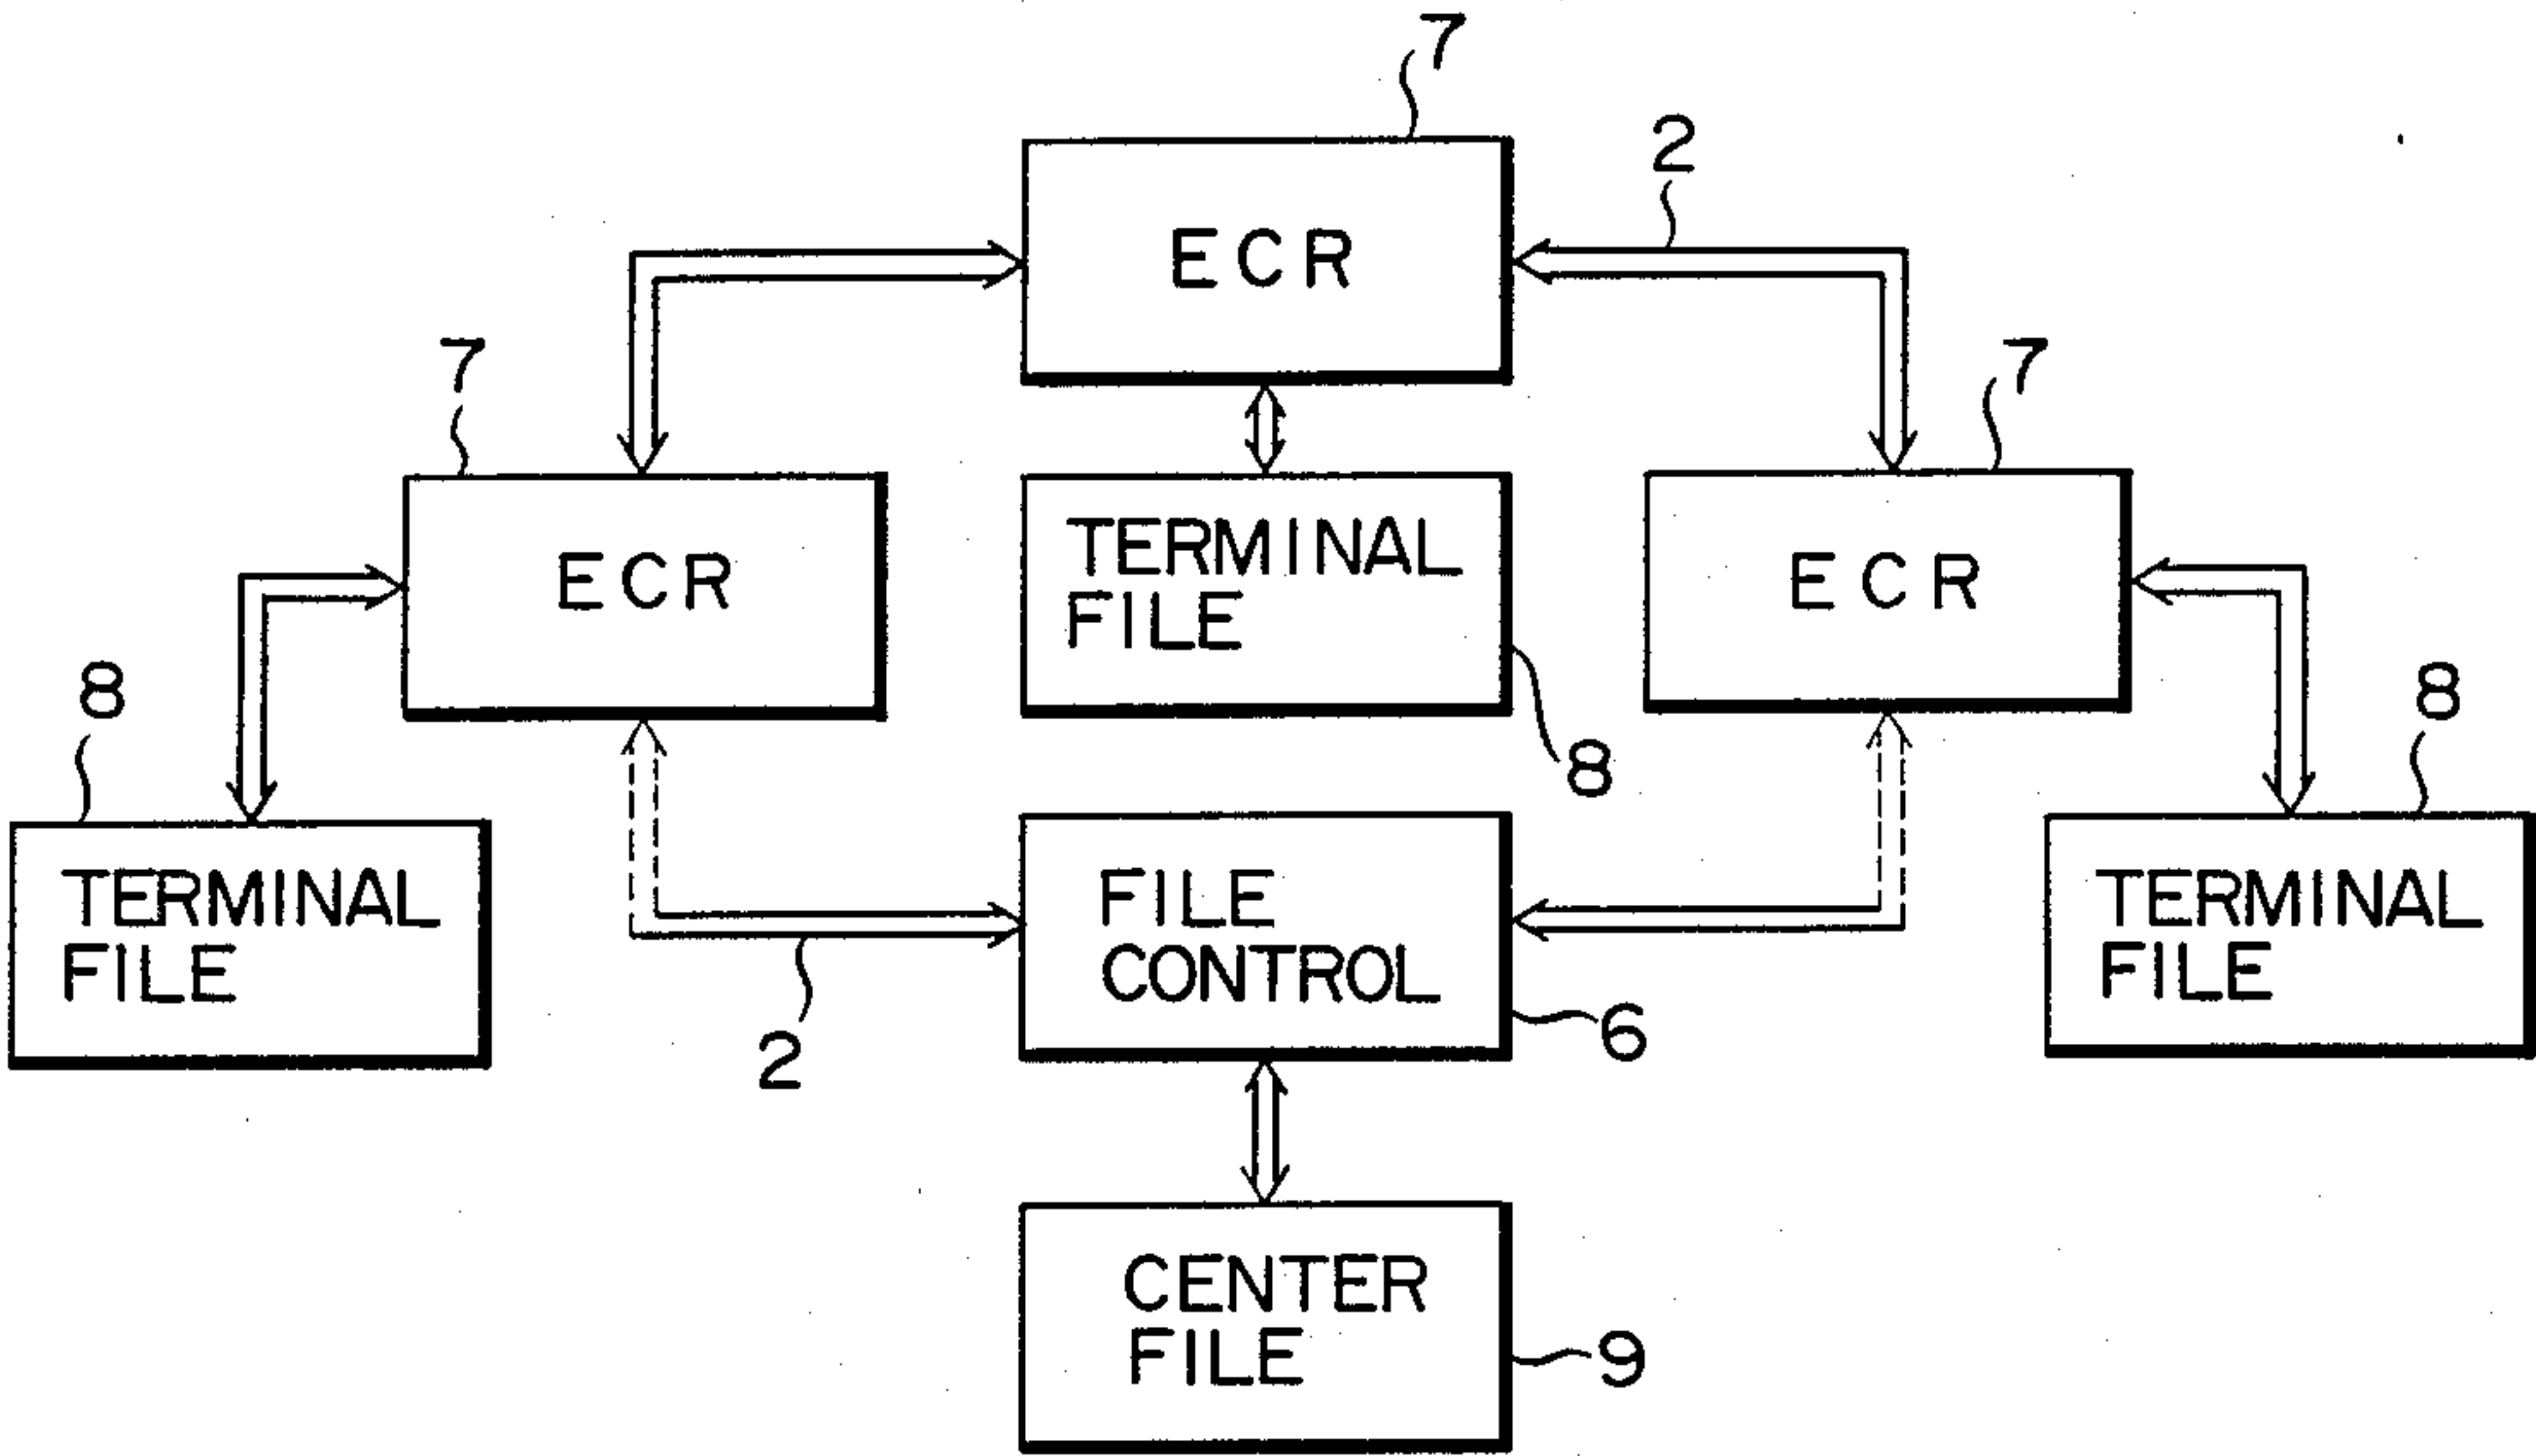 7
2
ECR
7
7
ECR
TERMINAL
FILE
ECR
8
8
8
TERMINAL
FILE
FILE
CONTROL
TERMINAL
FILE
2
6
CENTER
FILE
9